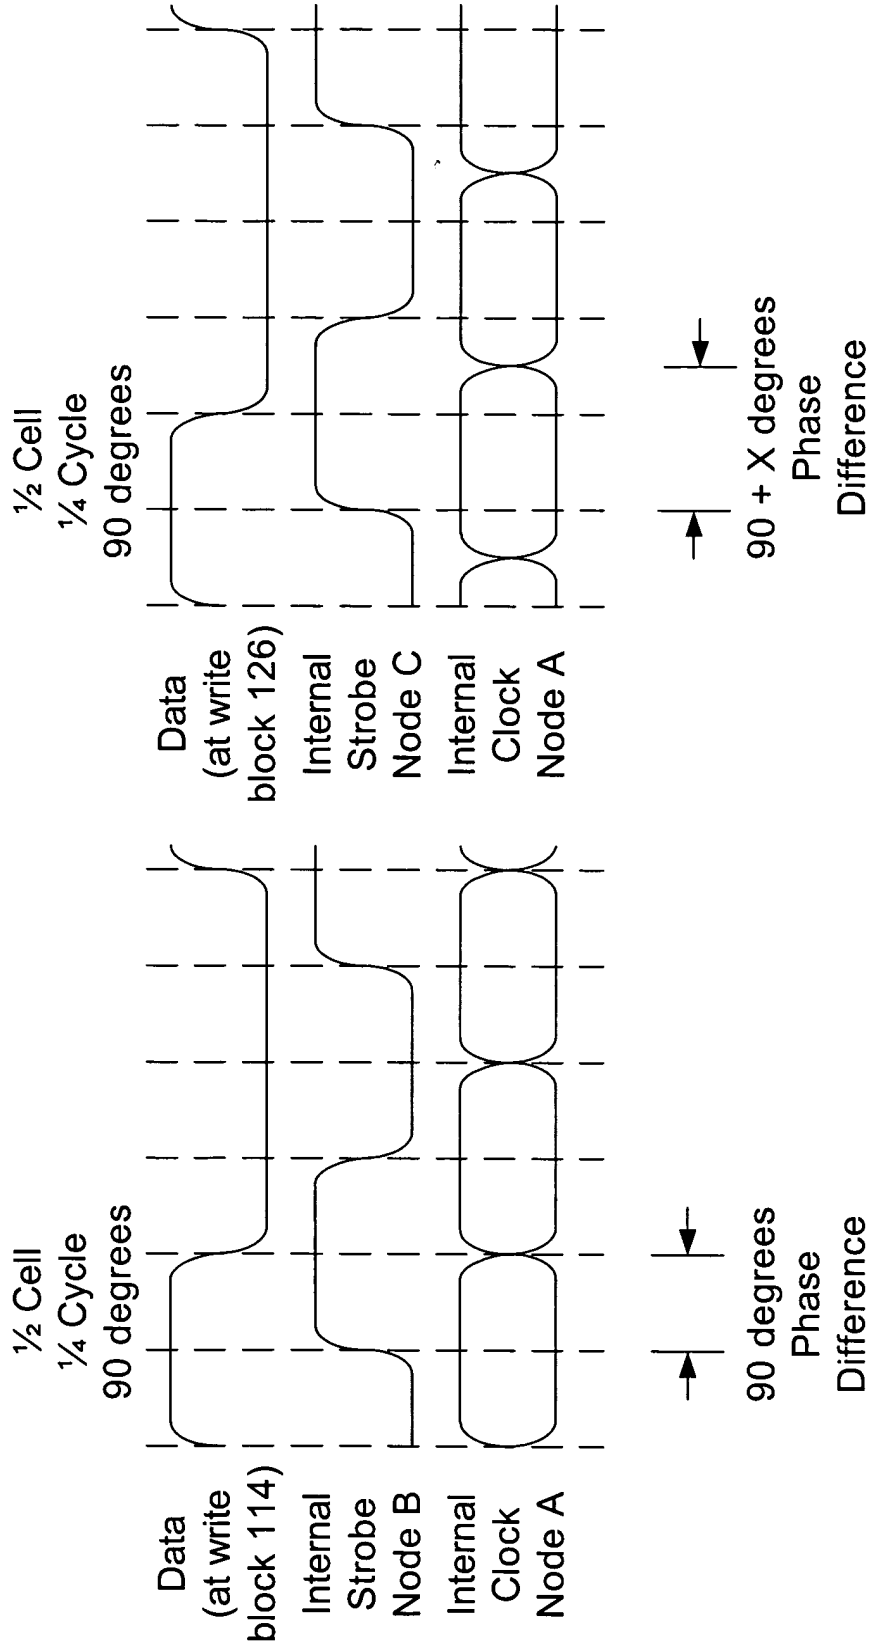 ½ Cell
¼ Cycle
90 degrees
Data
(at write
block 114)
Internal
Strobe
Node B
Internal
Clock
Node A
90 degrees
Phase
Difference
½ Cell
¼ Cycle
90 degrees
Data
(at write
block 126)
Internal
Strobe
Node C
Internal
Clock
Node A
90 + X degrees
Phase
Difference